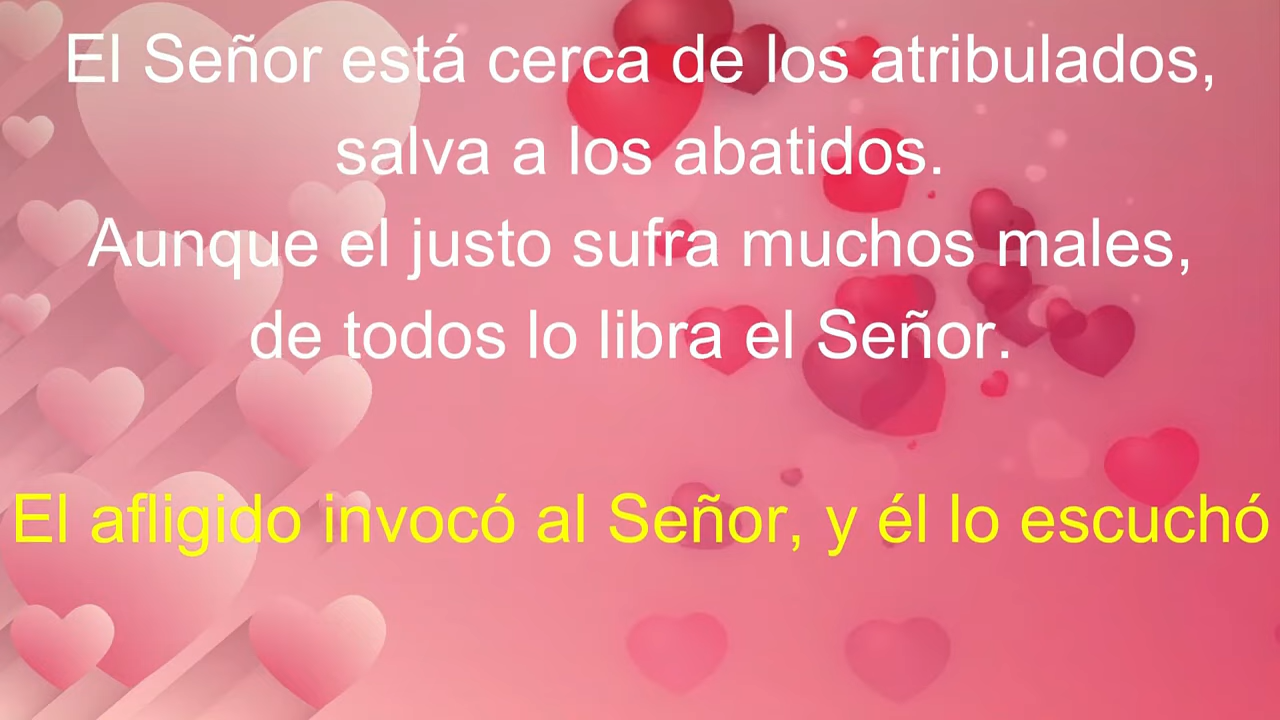 El Señor está cerca de los atribulados,
salva a los abatidos.
Aunque el justo sufra muchos males,
de todos lo libra el Señor.
El afligido invocó al Señor, y él lo escuchó